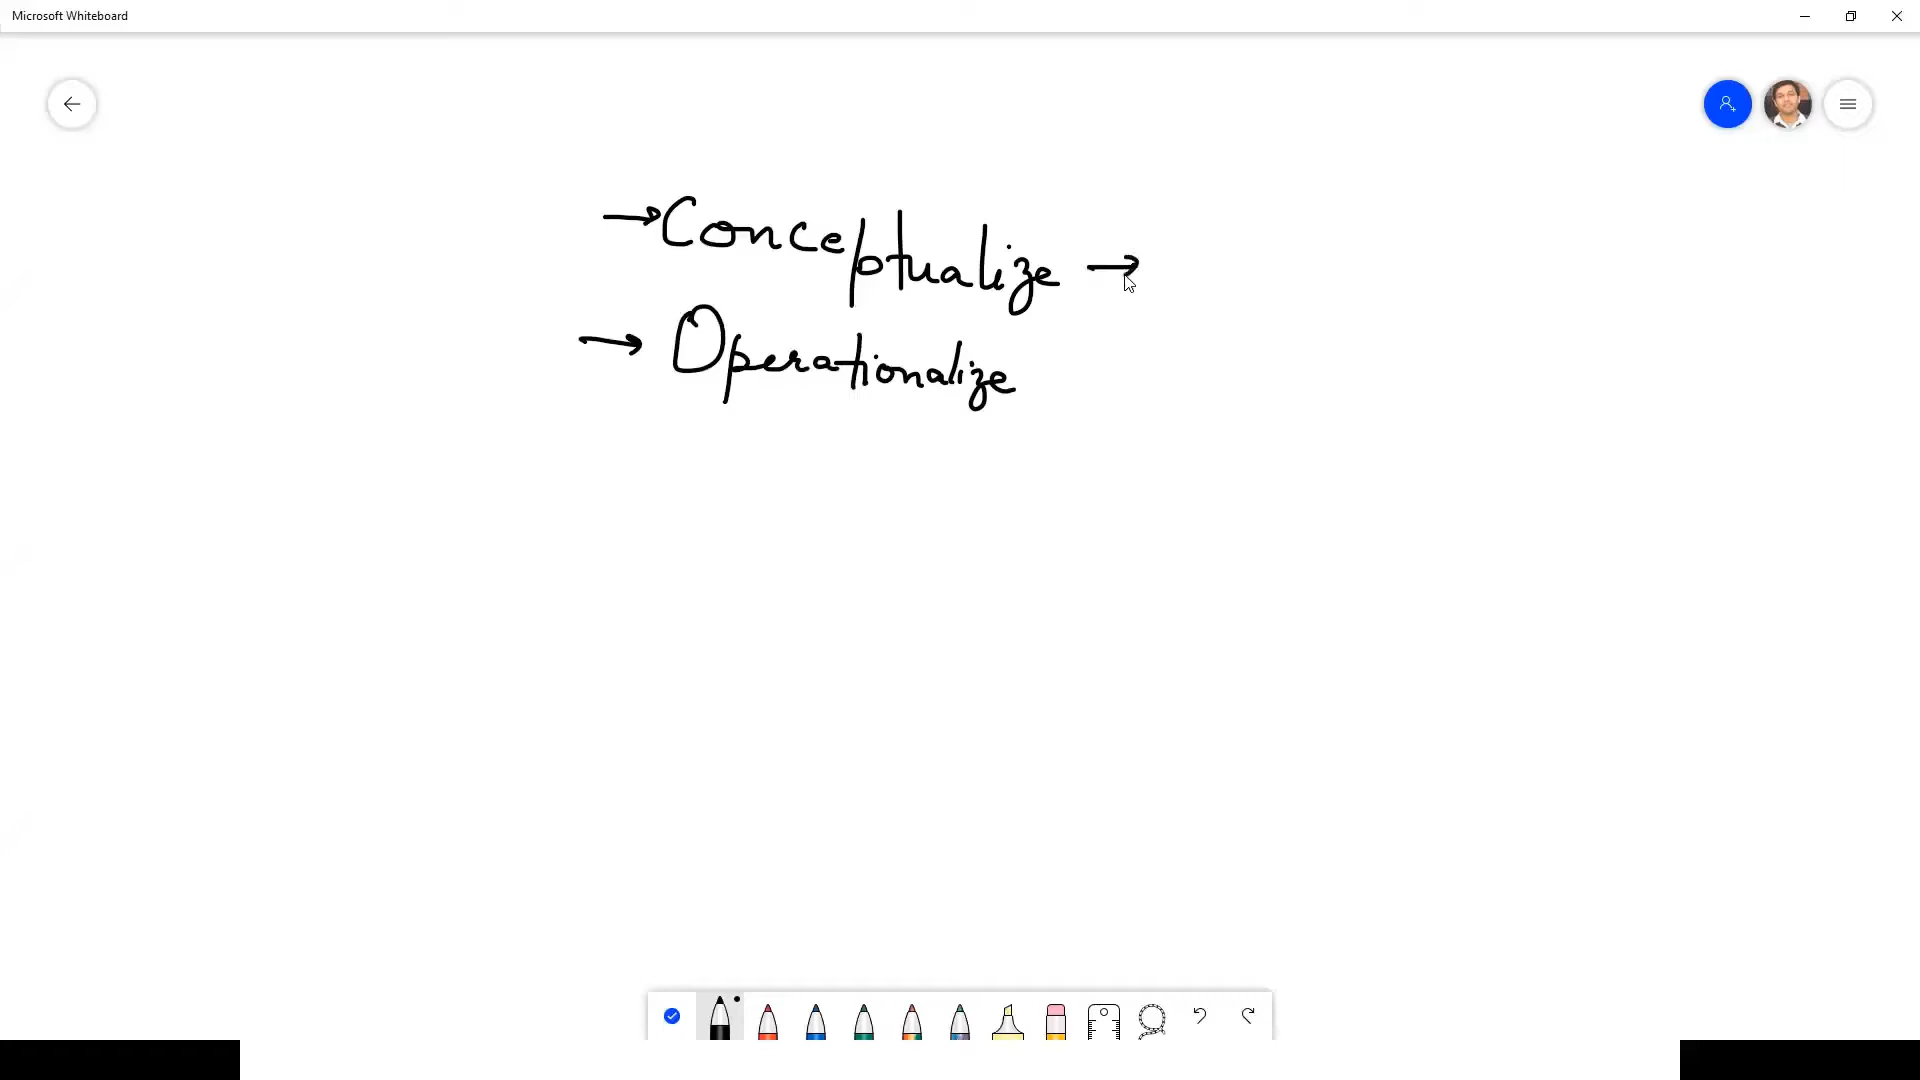 Microsoft Whiteboard
→ Conceptualize →
→ Operationalize